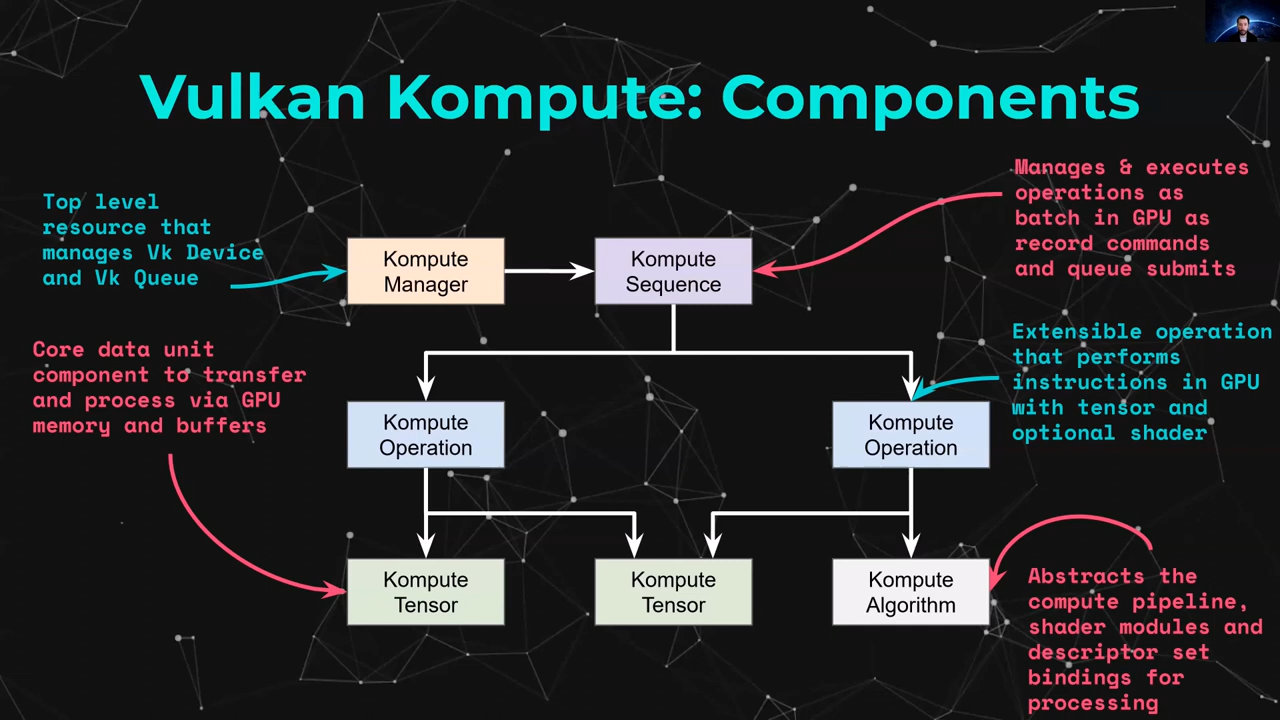 Vulkan Kompute: Components
Top level
resource that
manages Vk Device
and Vk Queue
Kompute
Manager
Kompute
Sequence
Manages & executes
operations as
batch in GPU as
record commands
and queue submits
Core data unit
component to transfer
and process via GPU
memory and buffers
Kompute
Operation
Kompute
Operation
Extensible operation
that performs
instructions in GPU
with tensor and
optional shader
Kompute
Tensor
Kompute
Tensor
Kompute
Algorithm
Abstracts the
compute pipeline,
shader modules and
descriptor set
bindings for
processing